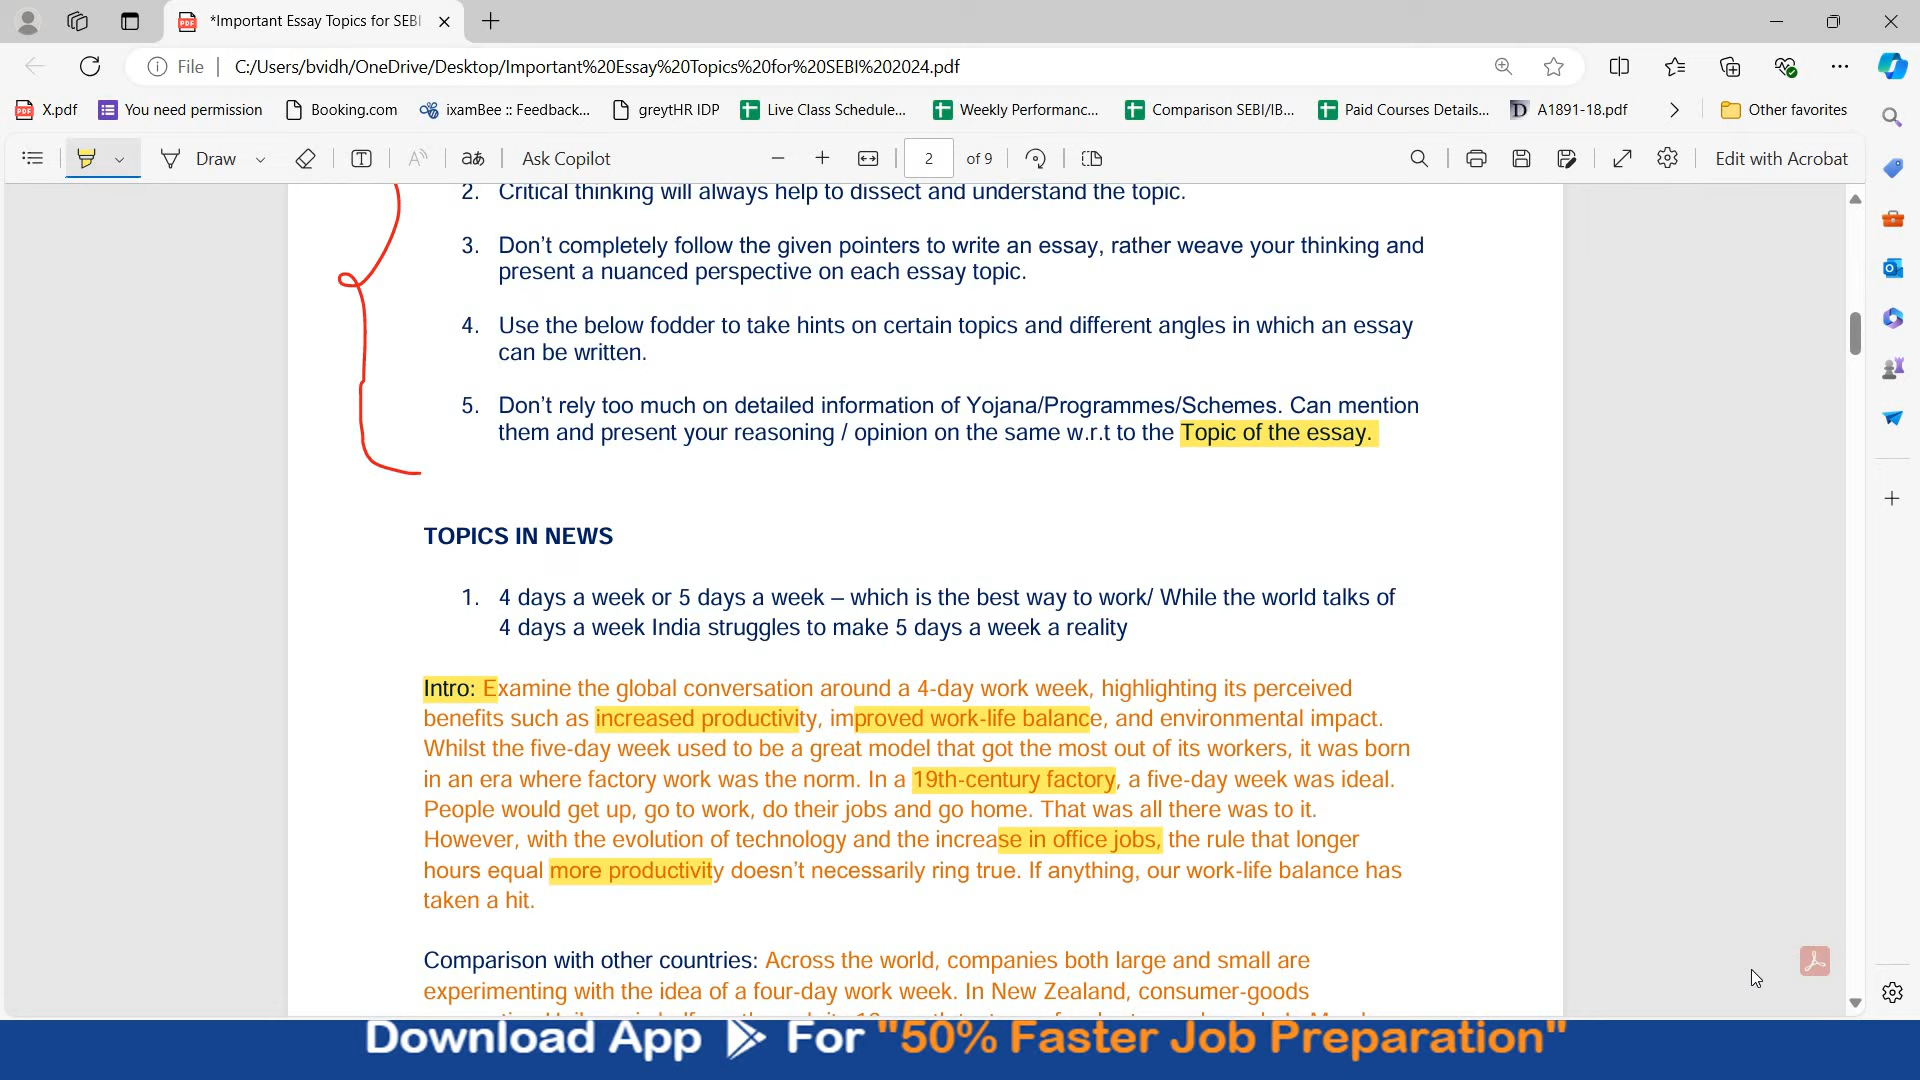 *Important Essay Topics for SEBI
File
C:/Users/bvidh/OneDrive/Desktop/Important%20Essay%20Topics%20for%20SEBI%202024.pdf
X.pdf You need permission Booking.com ixamBee :: Feedback... greytHR IDP Live Class Schedule... Weekly Performanc... Comparison SEBI/IB... Paid Courses Details... A1891-18.pdf Other favorites
Draw Ask Copilot 2 of 9 Edit with Acrobat
2. Critical thinking will always help to dissect and understand the topic.
3. Don't completely follow the given pointers to write an essay, rather weave your thinking and
present a nuanced perspective on each essay topic.
4. Use the below fodder to take hints on certain topics and different angles in which an essay
can be written.
5. Don't rely too much on detailed information of Yojana/Programmes/Schemes. Can mention
them and present your reasoning / opinion on the same w.r.t to the Topic of the essay.
TOPICS IN NEWS
1. 4 days a week or 5 days a week – which is the best way to work/ While the world talks of
4 days a week India struggles to make 5 days a week a reality
Intro: Examine the global conversation around a 4-day work week, highlighting its perceived
benefits such as increased productivity, improved work-life balance, and environmental impact.
Whilst the five-day week used to be a great model that got the most out of its workers, it was born
in an era where factory work was the norm. In a 19th-century factory, a five-day week was ideal.
People would get up, go to work, do their jobs and go home. That was all there was to it.
However, with the evolution of technology and the increase in office jobs, the rule that longer
hours equal more productivity doesn't necessarily ring true. If anything, our work-life balance has
taken a hit.
Comparison with other countries: Across the world, companies both large and small are
experimenting with the idea of a four-day work week. In New Zealand, consumer-goods
Download App For "50% Faster Job Preparation"